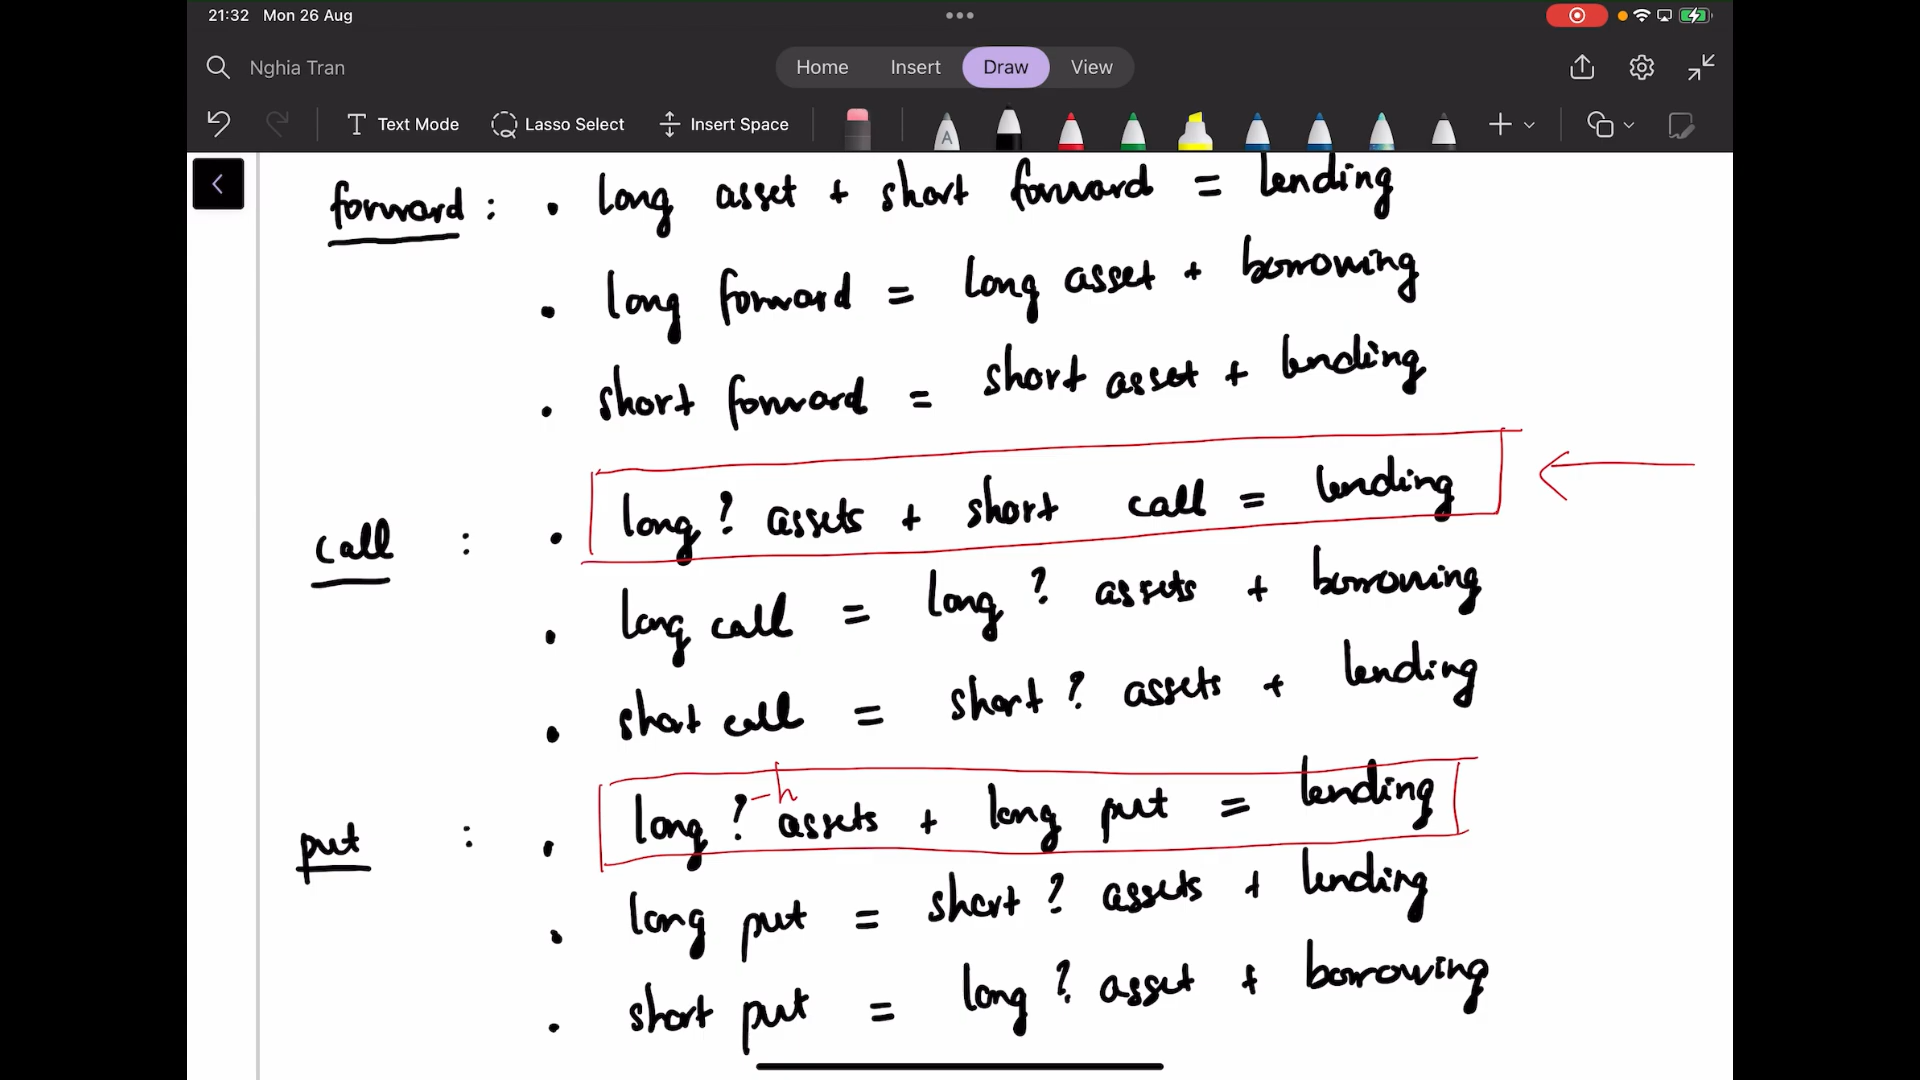 21:32 Mon 26 Aug
Nghia Tran Home Insert Draw View
Text Mode Lasso Select Insert Space A
forward : • long asset + short forward = lending
• long forward = long asset + borrowing
• short forward = short asset + lending
call : • long ? assets + short call = lending
• long call = long ? assets + borrowing
• short call = short ? assets + lending
h
put : • long ? assets + long put = lending
• long put = short ? assets + lending
• short put = long ? asset + borrowing